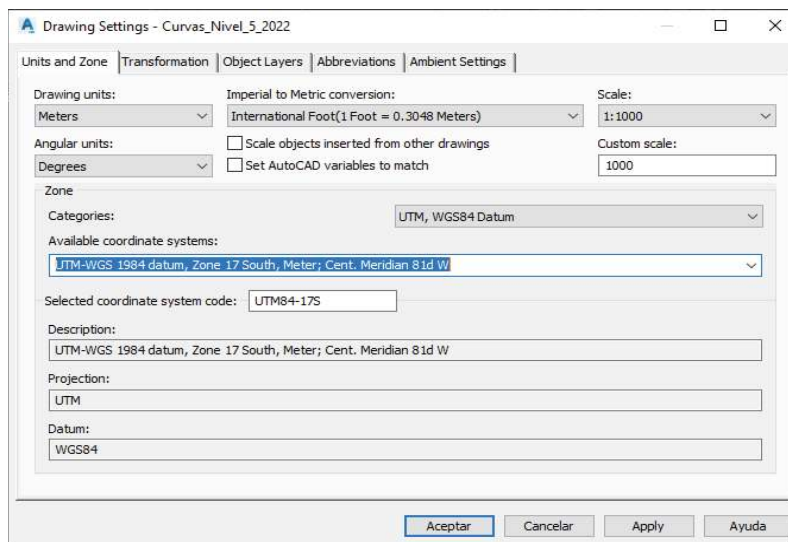 Drawing Settings - Curvas_Nivel_5_2022
Units and Zone Transformation Object Layers Abbreviations Ambient Settings
Drawing units: Imperial to Metric conversion: Scale:
Meters International Foot(1 Foot = 0.3048 Meters) 1:1000
Angular units: Scale objects inserted from other drawings Custom scale:
Degrees Set AutoCAD variables to match 1000
Zone
Categories: UTM, WGS84 Datum
Available coordinate systems:
UTM-WGS 1984 datum, Zone 17 South, Meter; Cent. Meridian 81d W
Selected coordinate system code: UTM84-17S
Description:
UTM-WGS 1984 datum, Zone 17 South, Meter; Cent. Meridian 81d W
Projection:
UTM
Datum:
WGS84
Aceptar Cancelar Apply Ayuda